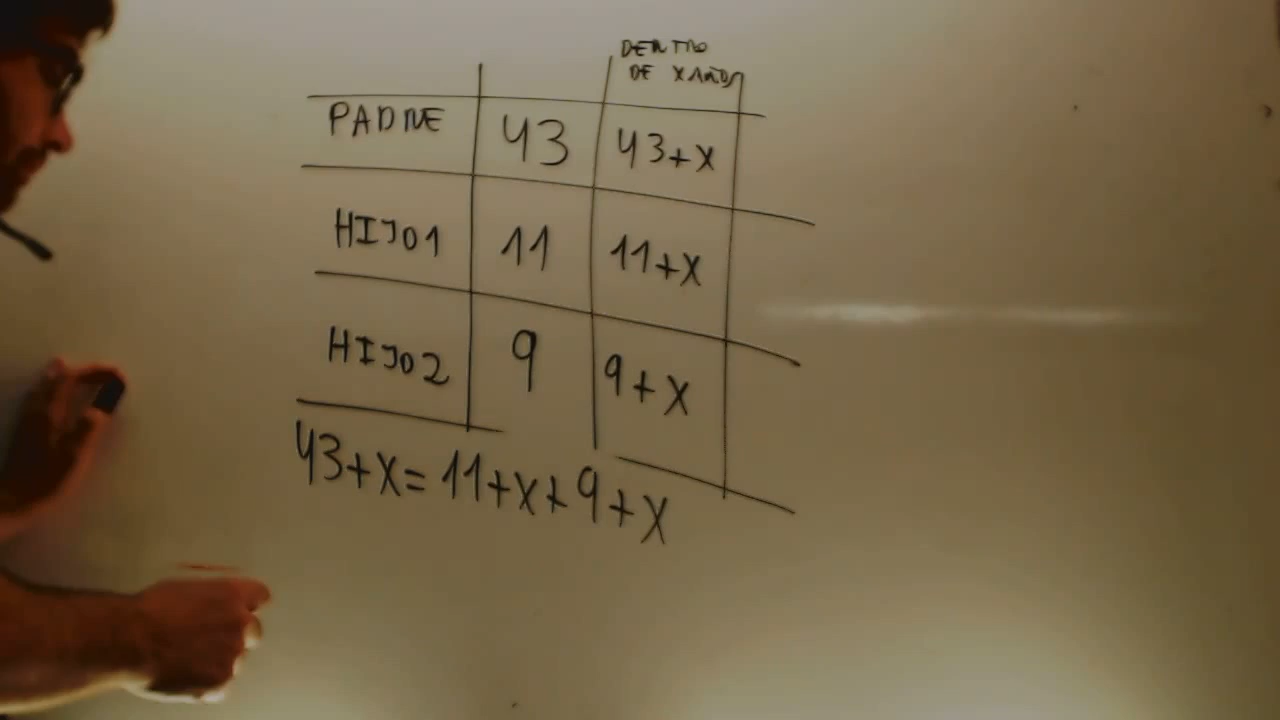 DENTRO
DE X AÑOS
PADRE 43 43+X
HIJO1 11 11+X
HIJO2 9 9+X
43+X=11+X+9+X